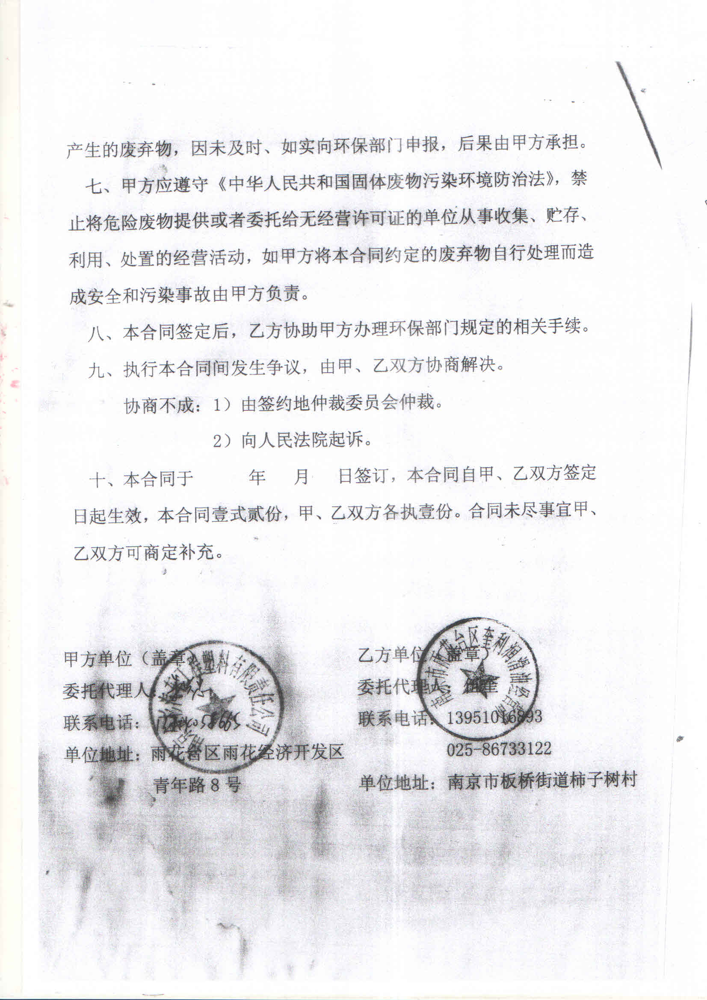 产生的废弃物，因未及时、如实向环保部门申报，后果由甲方承担。
七、甲方应遵守《中华人民共和国固体废物污染环境防治法》，禁
止将危险废物提供或者委托给无经营许可证的单位从事收集、贮存、
利用、处置的经营活动，如甲方将本合同约定的废弃物自行处理而造
成安全和污染事故由甲方负责。
八、本合同签定后，乙方协助甲方办理环保部门规定的相关手续。
九、执行本合同间发生争议，由甲、乙双方协商解决。
协商不成：1）由签约地仲裁委员会仲裁。
2）向人民法院起诉。
十、本合同于 年 月 日签订，本合同自甲、乙双方签定
日起生效，本合同壹式贰份，甲、乙双方各执壹份。合同未尽事宜甲、
乙双方可商定补充。
甲方单位（盖章）
委托代理人：
联系电话：
单位地址：雨花台区雨花经济开发区
青年路8号
工程塑料有限责任公司
乙方单位（盖章）
委托代理人： 伍奎
联系电话：13951016893
025-86733122
单位地址：南京市板桥街道柿子树村
南京市雨花台区奎利润滑油经营部